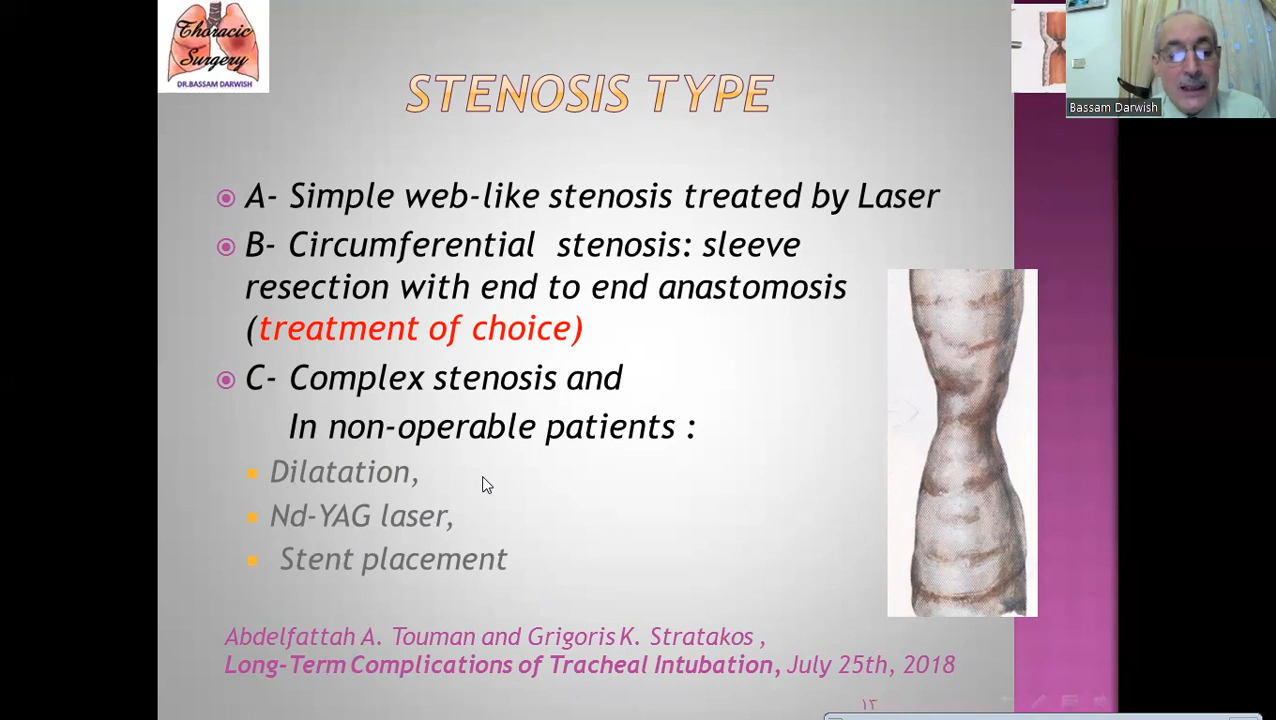 Thoracic
Surgery
DR.BASSAM DARWISH
STENOSIS TYPE
Bassam Darwish
A- Simple web-like stenosis treated by Laser
B- Circumferential stenosis: sleeve
resection with end to end anastomosis
(treatment of choice)
C- Complex stenosis and
In non-operable patients :
Dilatation,
Nd-YAG laser,
Stent placement
Abdelfattah A. Touman and Grigoris K. Stratakos ,
Long-Term Complications of Tracheal Intubation, July 25th, 2018
١٣